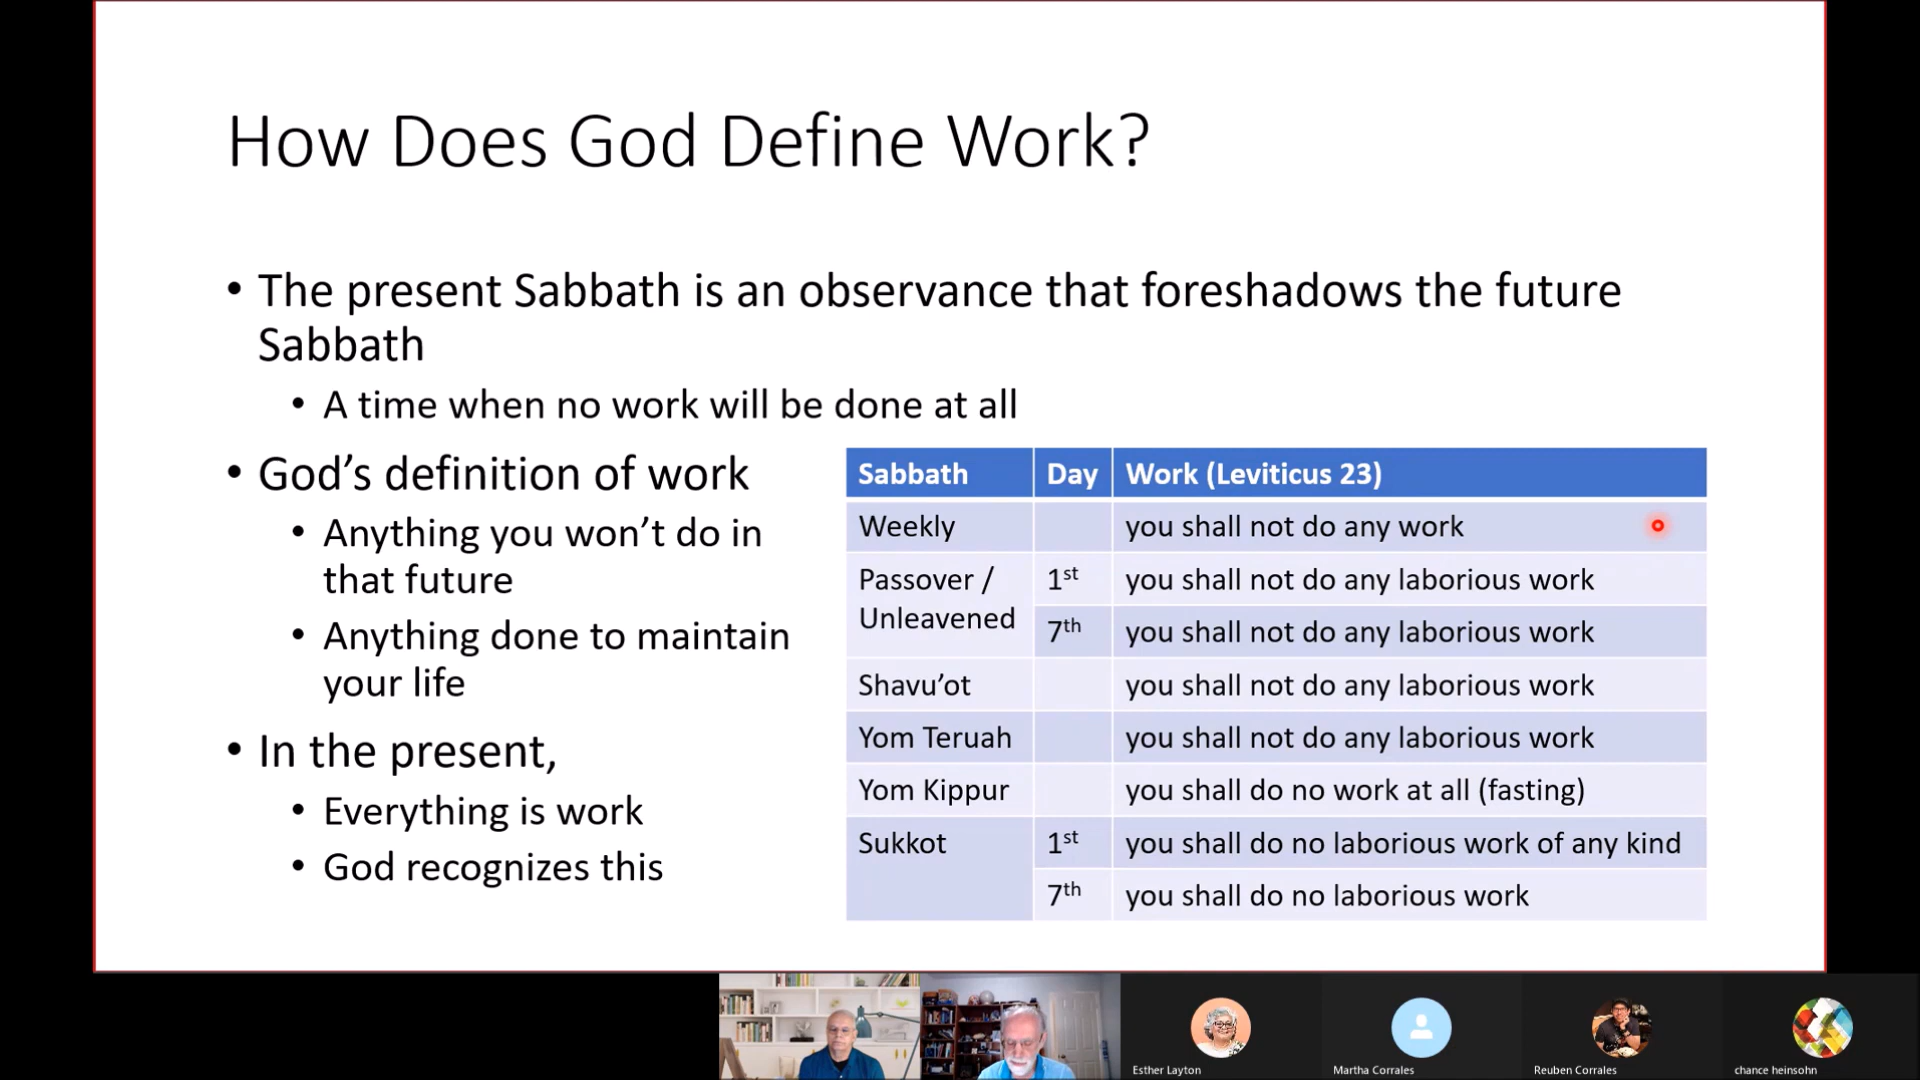 How Does God Define Work?
• The present Sabbath is an observance that foreshadows the future
Sabbath
• A time when no work will be done at all
• God’s definition of work
• Anything you won’t do in
that future
• Anything done to maintain
your life
• In the present,
• Everything is work
• God recognizes this
Sabbath Day Work (Leviticus 23)
Weekly you shall not do any work
Passover / 1st you shall not do any laborious work
Unleavened
7th you shall not do any laborious work
Shavu’ot you shall not do any laborious work
Yom Teruah you shall not do any laborious work
Yom Kippur you shall do no work at all (fasting)
Sukkot 1st you shall do no laborious work of any kind
7th you shall do no laborious work
Esther Layton Martha Corrales Reuben Corrales chance heinsohn